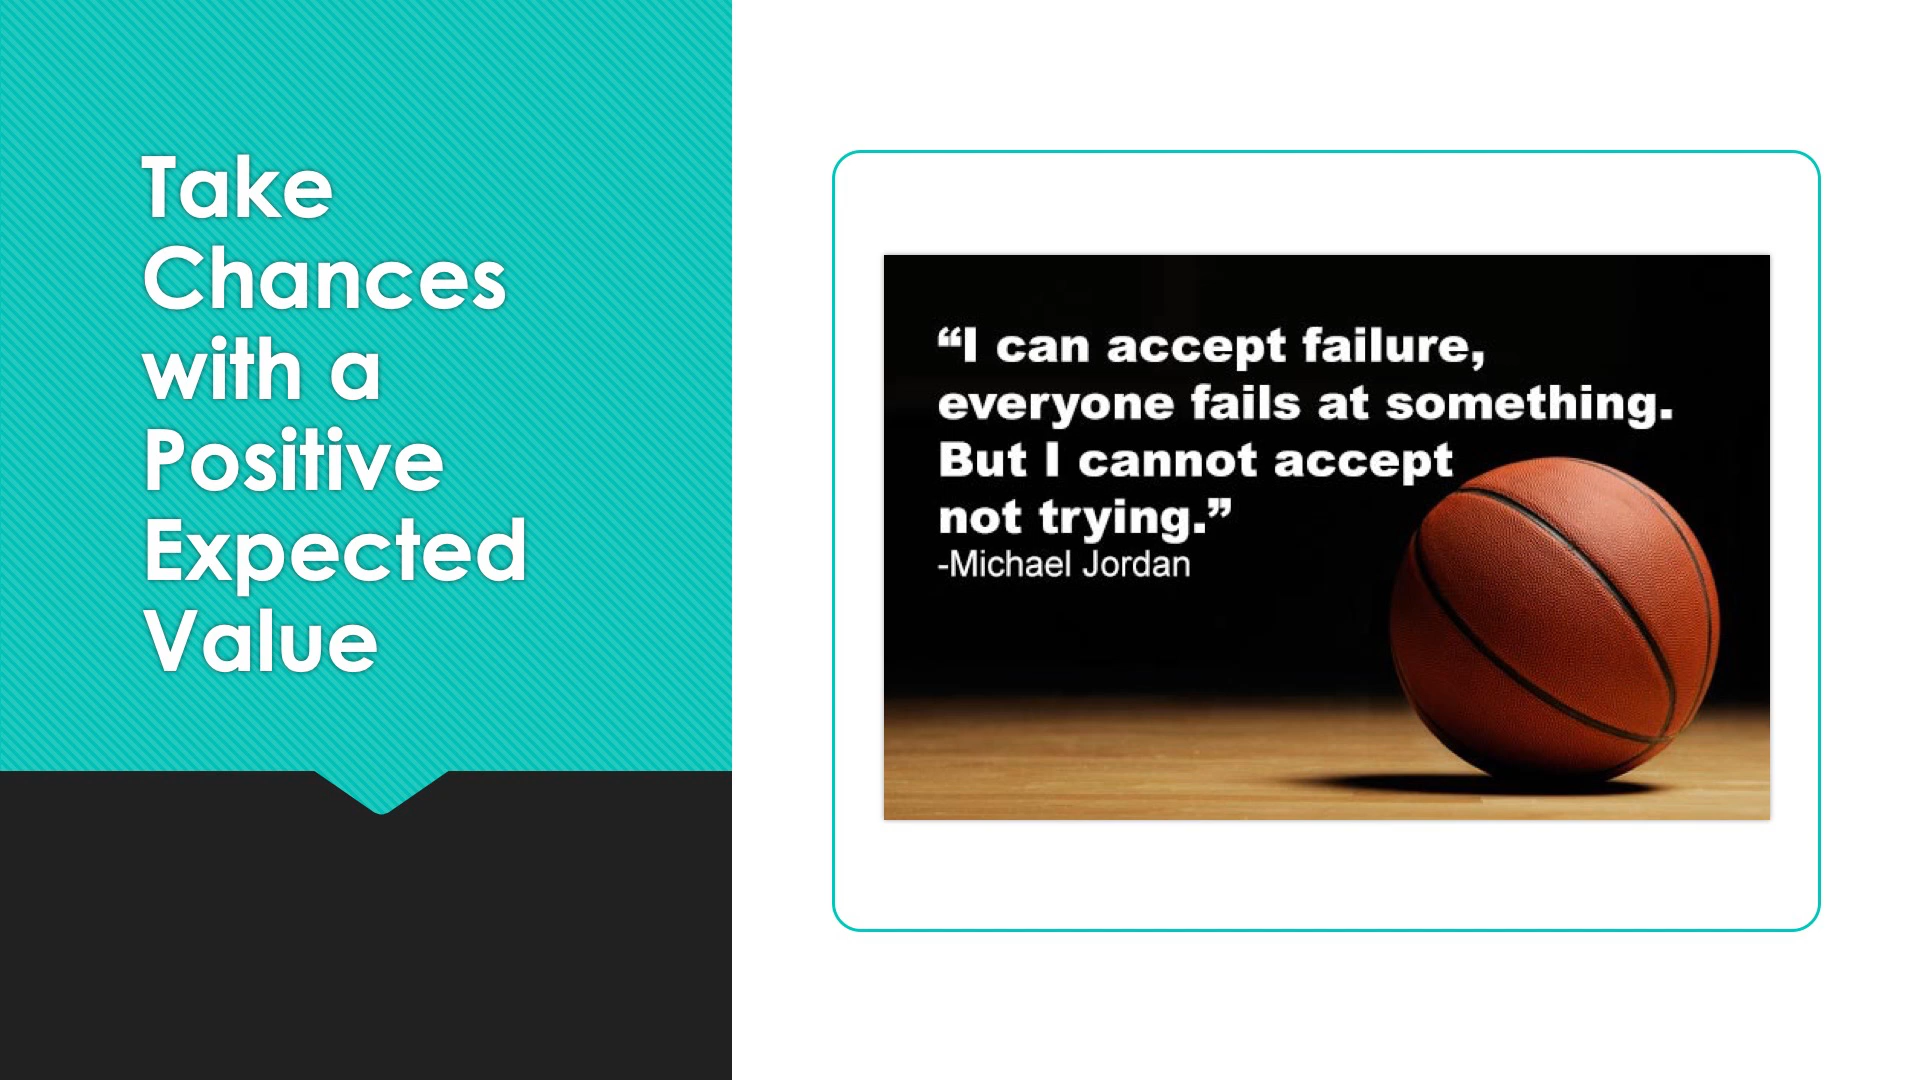 Take
Chances
with a
Positive
Expected
Value
“I can accept failure,
everyone fails at something.
But I cannot accept
not trying.”
-Michael Jordan